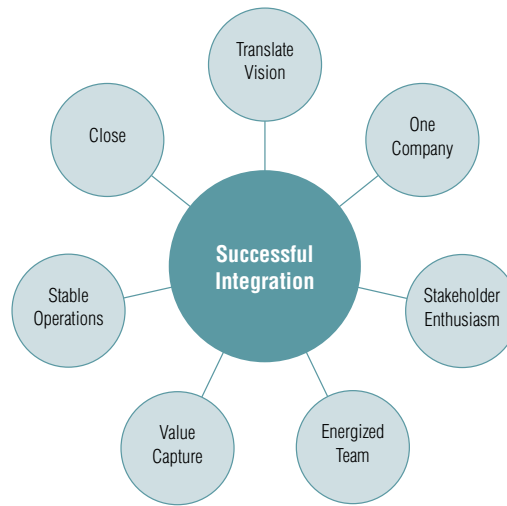 Translate
Vision
One
Company
Close
Successful
Integration
Stakeholder
Enthusiasm
Stable
Operations
Energized
Team
Value
Capture